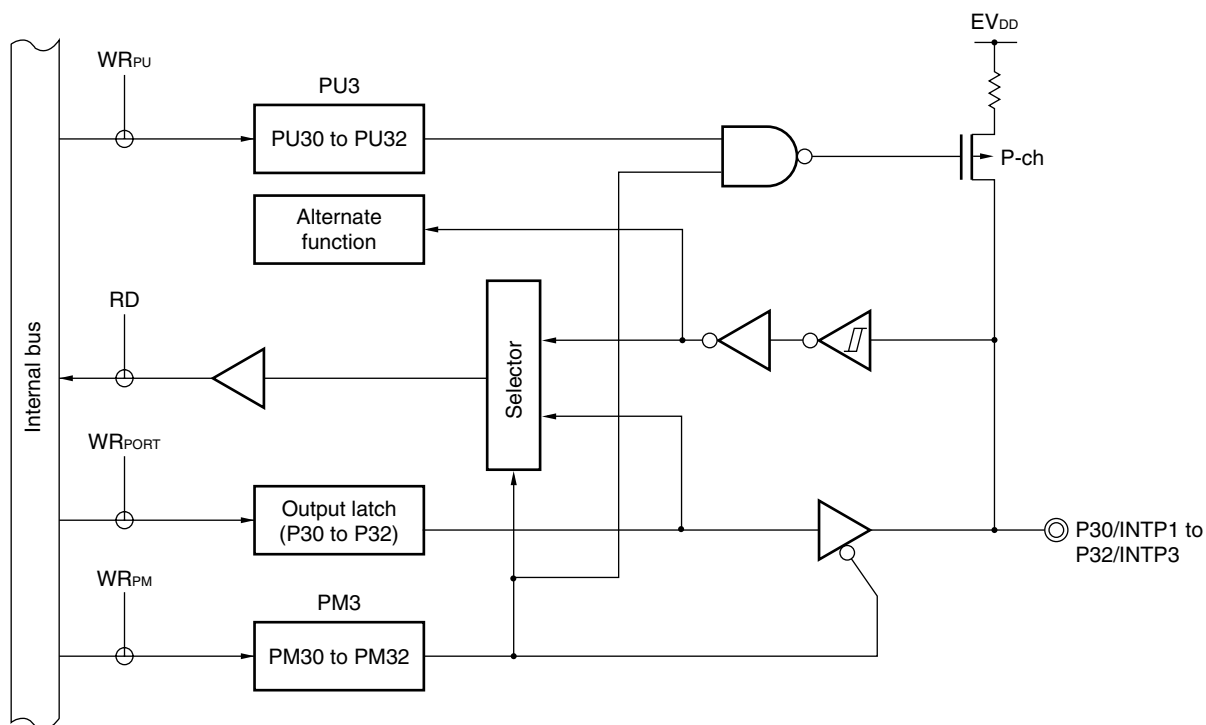 EVDD
WRPU
PU3
PU30 to PU32
P-ch
Alternate
function
RD
Selector
Internal bus
WRPORT
Output latch
(P30 to P32)
P30/INTP1 to
P32/INTP3
WRPM
PM3
PM30 to PM32